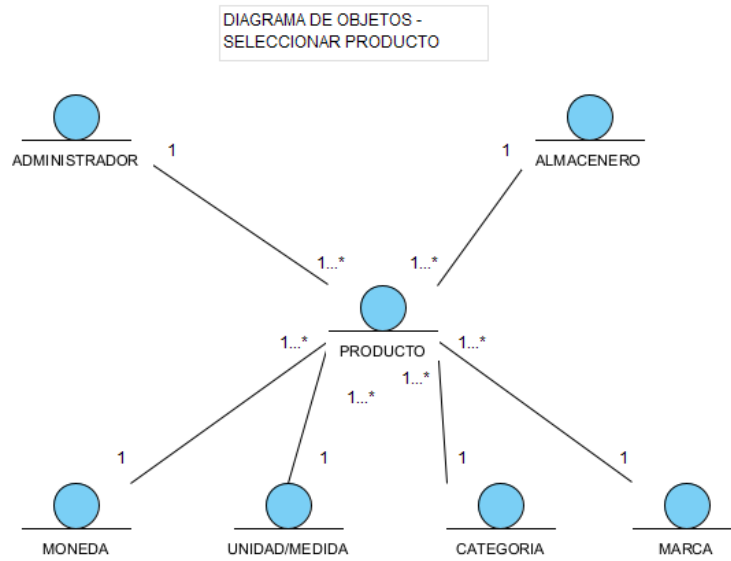 DIAGRAMA DE OBJETOS -
SELECCIONAR PRODUCTO
ADMINISTRADOR
1
1
ALMACENERO
1...*
1...*
PRODUCTO
1...*
1...*
1...*
1...*
1
1
1
1
MONEDA
UNIDAD/MEDIDA
CATEGORIA
MARCA